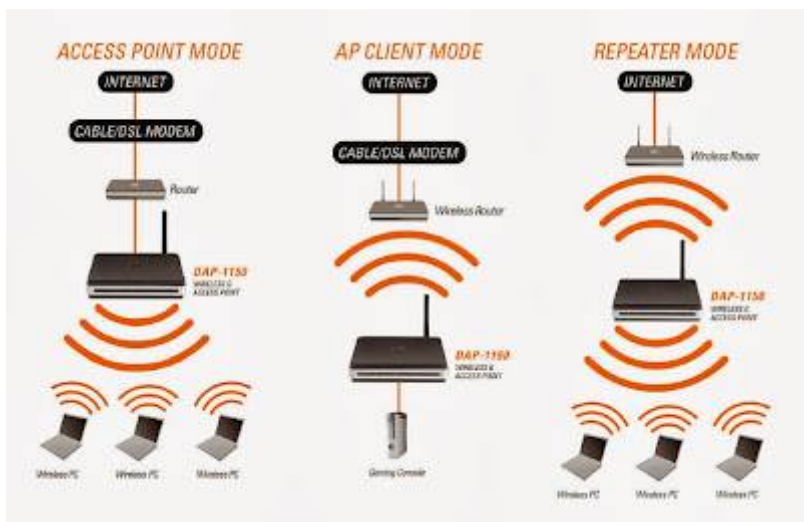 ACCESS POINT MODE
INTERNET
CABLE/DSL MODEM
Router
DAP-1150
WIRELESS G
ACCESS POINT
Wireless PC
Wireless PC
Wireless PC
AP CLIENT MODE
INTERNET
CABLE/DSL MODEM
Wireless Router
DAP-1150
WIRELESS G
ACCESS POINT
Gaming Console
REPEATER MODE
INTERNET
Wireless Router
DAP-1150
WIRELESS G
ACCESS POINT
Wireless PC
Wireless PC
Wireless PC